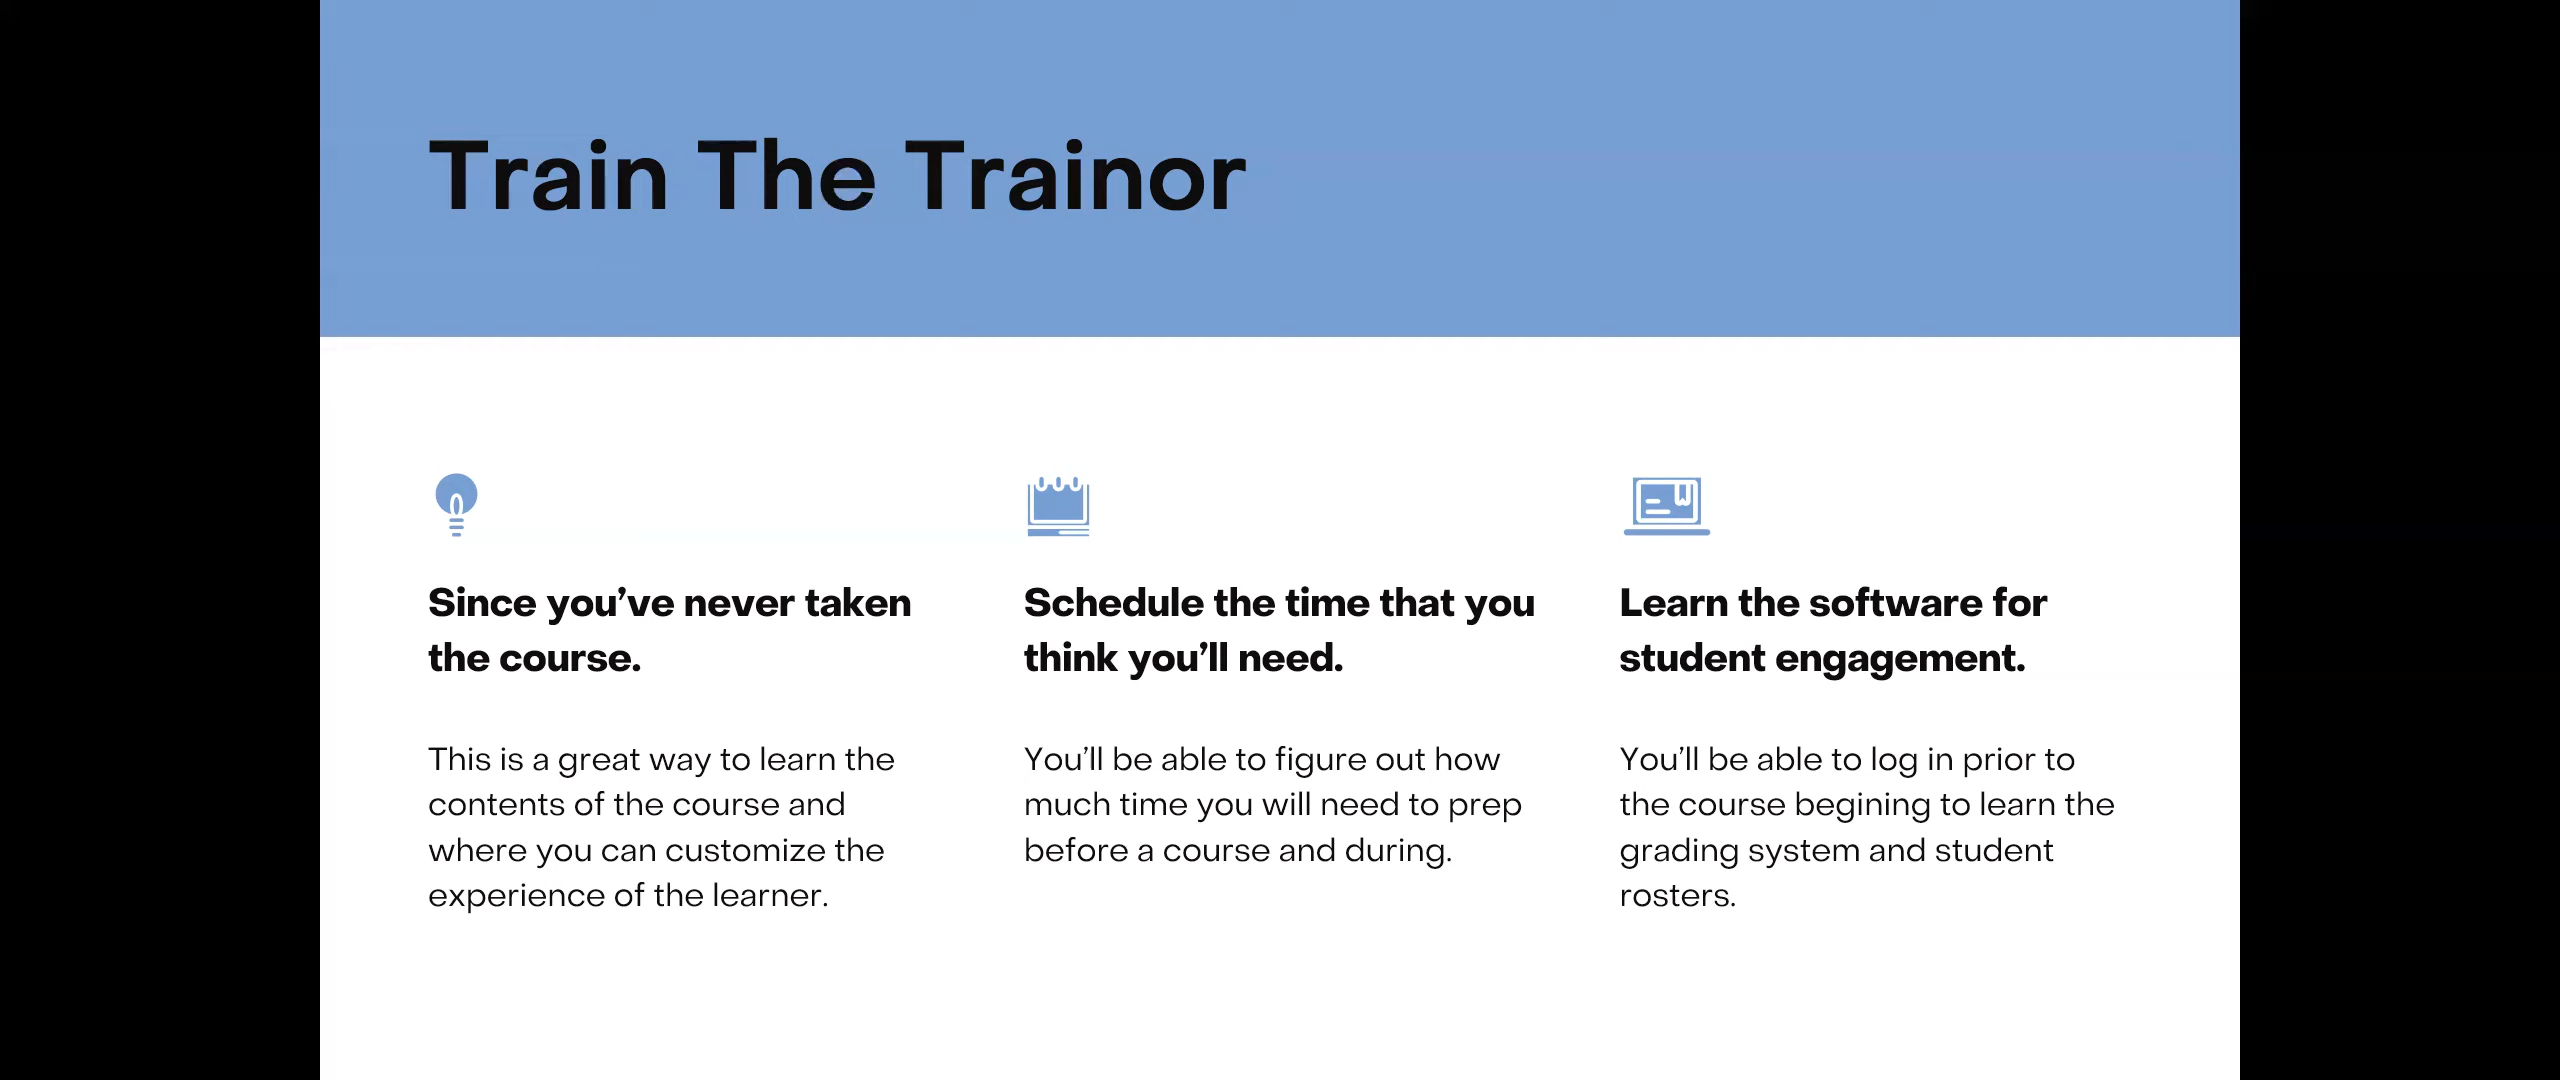 Train The Trainor
Since you’ve never taken
the course.
This is a great way to learn the
contents of the course and
where you can customize the
experience of the learner.
Schedule the time that you
think you’ll need.
You’ll be able to figure out how
much time you will need to prep
before a course and during.
Learn the software for
student engagement.
You’ll be able to log in prior to
the course begining to learn the
grading system and student
rosters.